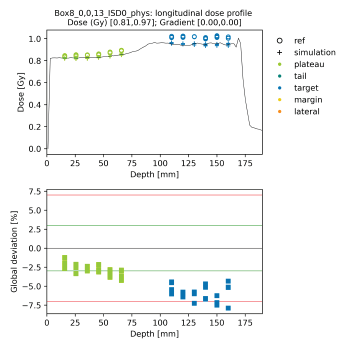 Box8_0,0,13_ISD0_phys: longitudinal dose profile
Dose (Gy) [0.81,0.97]; Gradient [0.00,0.00]
1.0
0.8
0.6
0.4
0.2
0.0
Dose [Gy]
0 25 50 75 100 125 150 175
Depth [mm]
ref
simulation
plateau
tail
target
margin
lateral
7.5
5.0
2.5
0.0
−2.5
−5.0
−7.5
Global deviation [%]
0 25 50 75 100 125 150 175
Depth [mm]